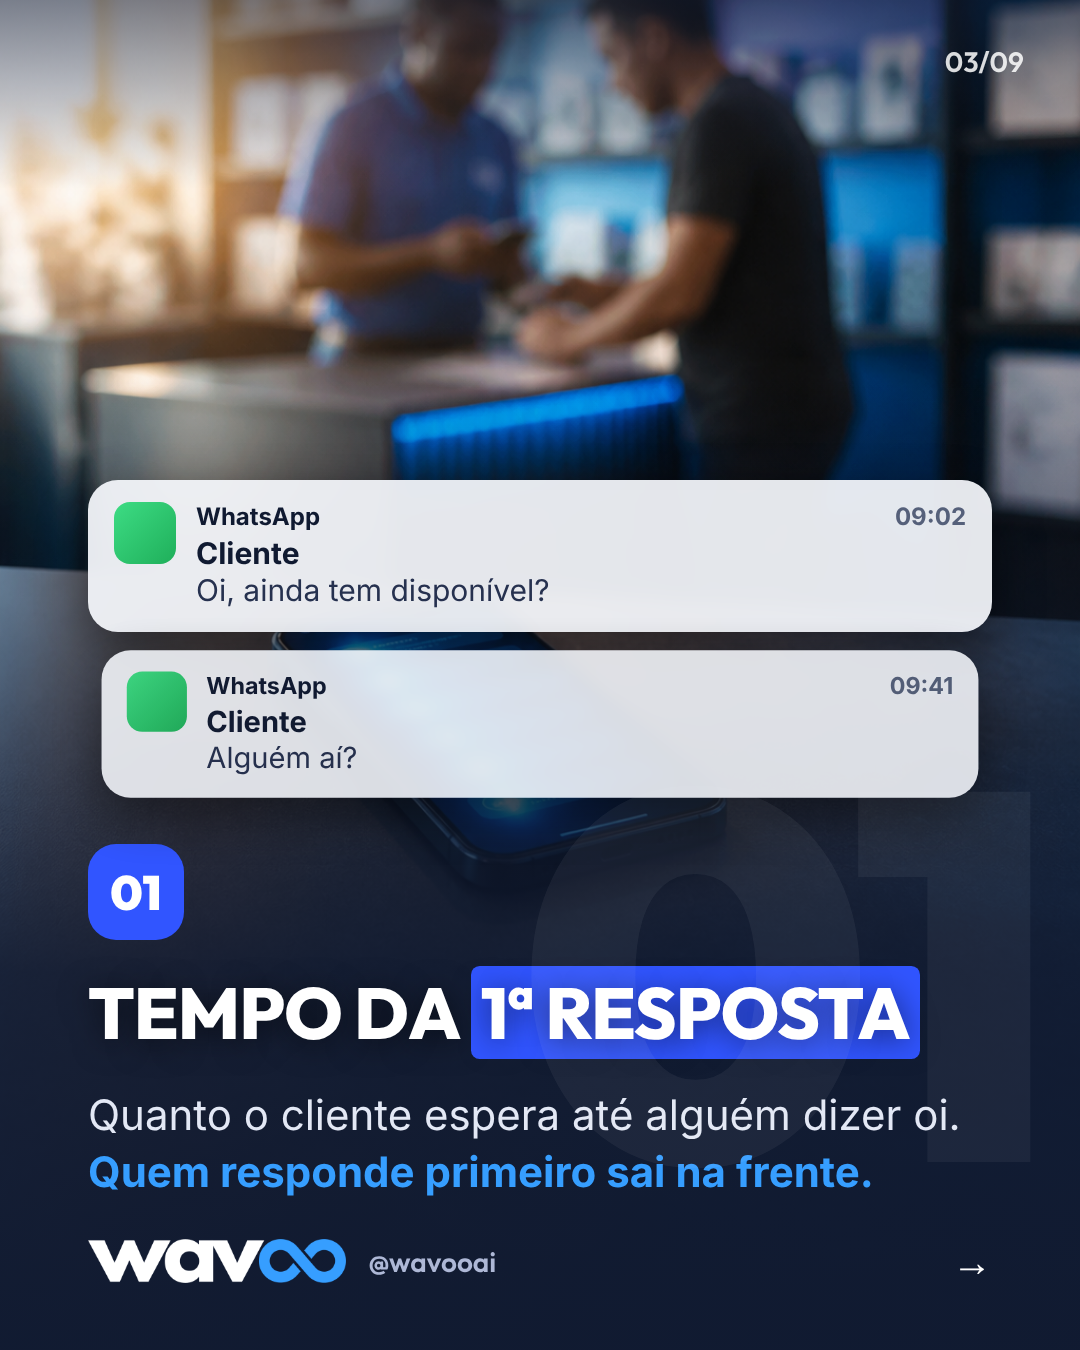 03/09
WhatsApp 09:02
Cliente
Oi, ainda tem disponível?
WhatsApp 09:41
Cliente
Alguém aí?
01
01
TEMPO DA 1ª RESPOSTA
Quanto o cliente espera até alguém dizer oi.
Quem responde primeiro sai na frente.
wavoo @wavooai →